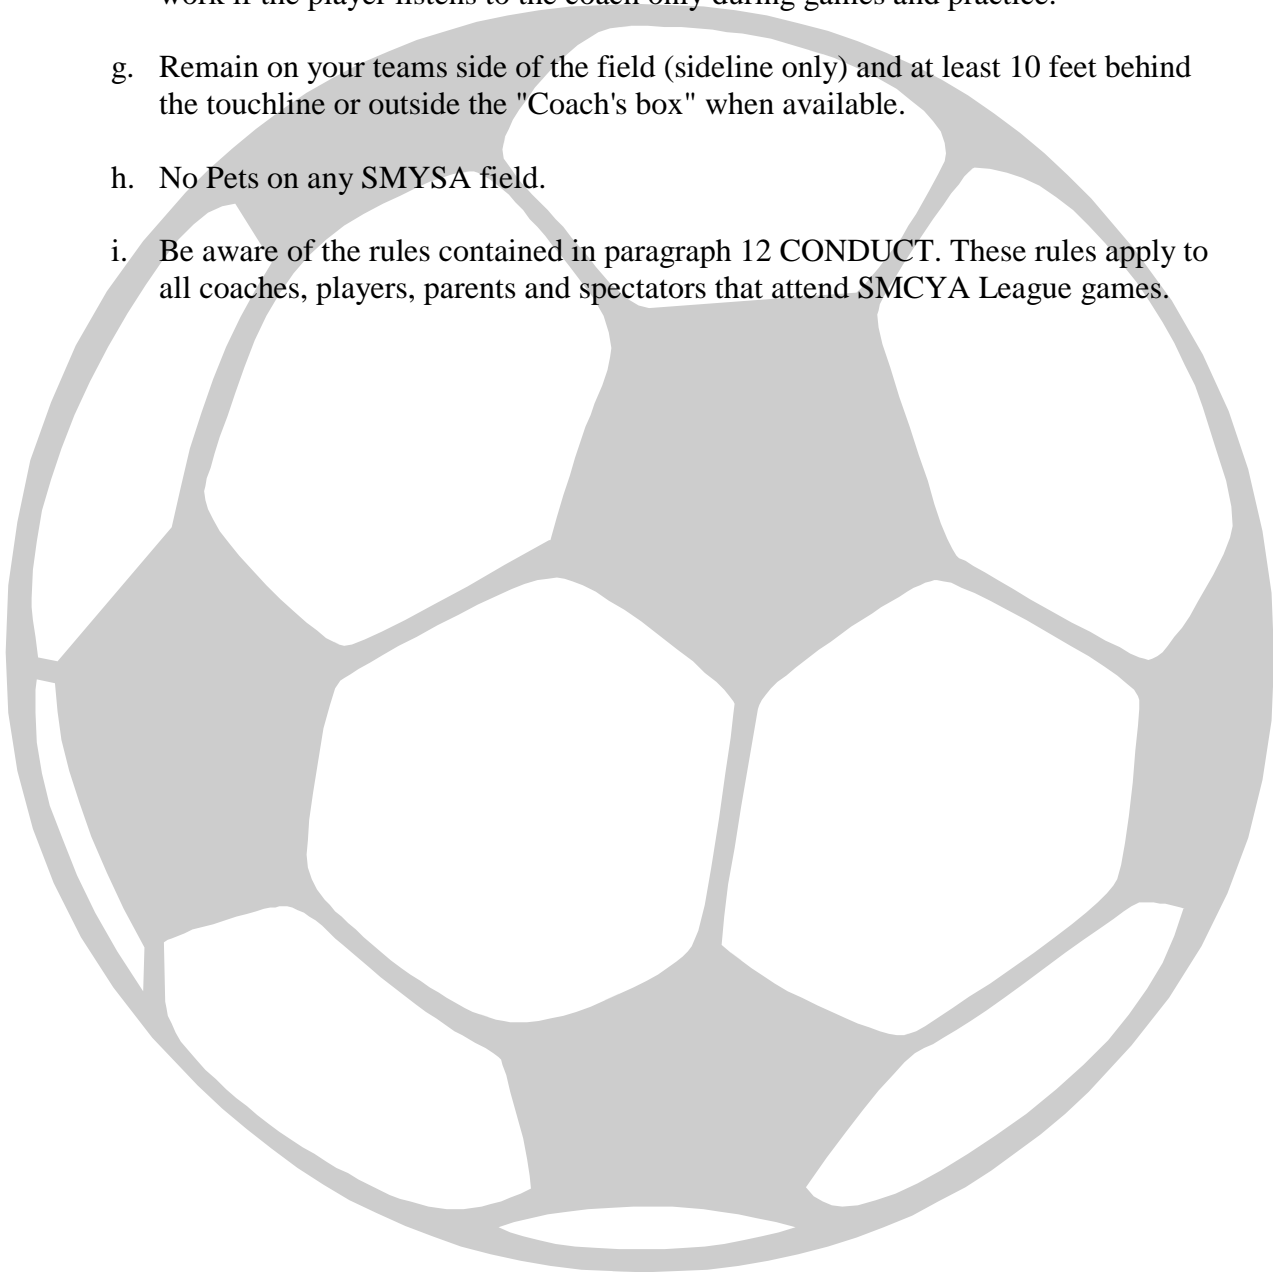 work if the player listens to the coach only during games and practice.
g. Remain on your teams side of the field (sideline only) and at least 10 feet behind
the touchline or outside the "Coach's box" when available.
h. No Pets on any SMYSA field.
i. Be aware of the rules contained in paragraph 12 CONDUCT. These rules apply to
all coaches, players, parents and spectators that attend SMCYA League games.